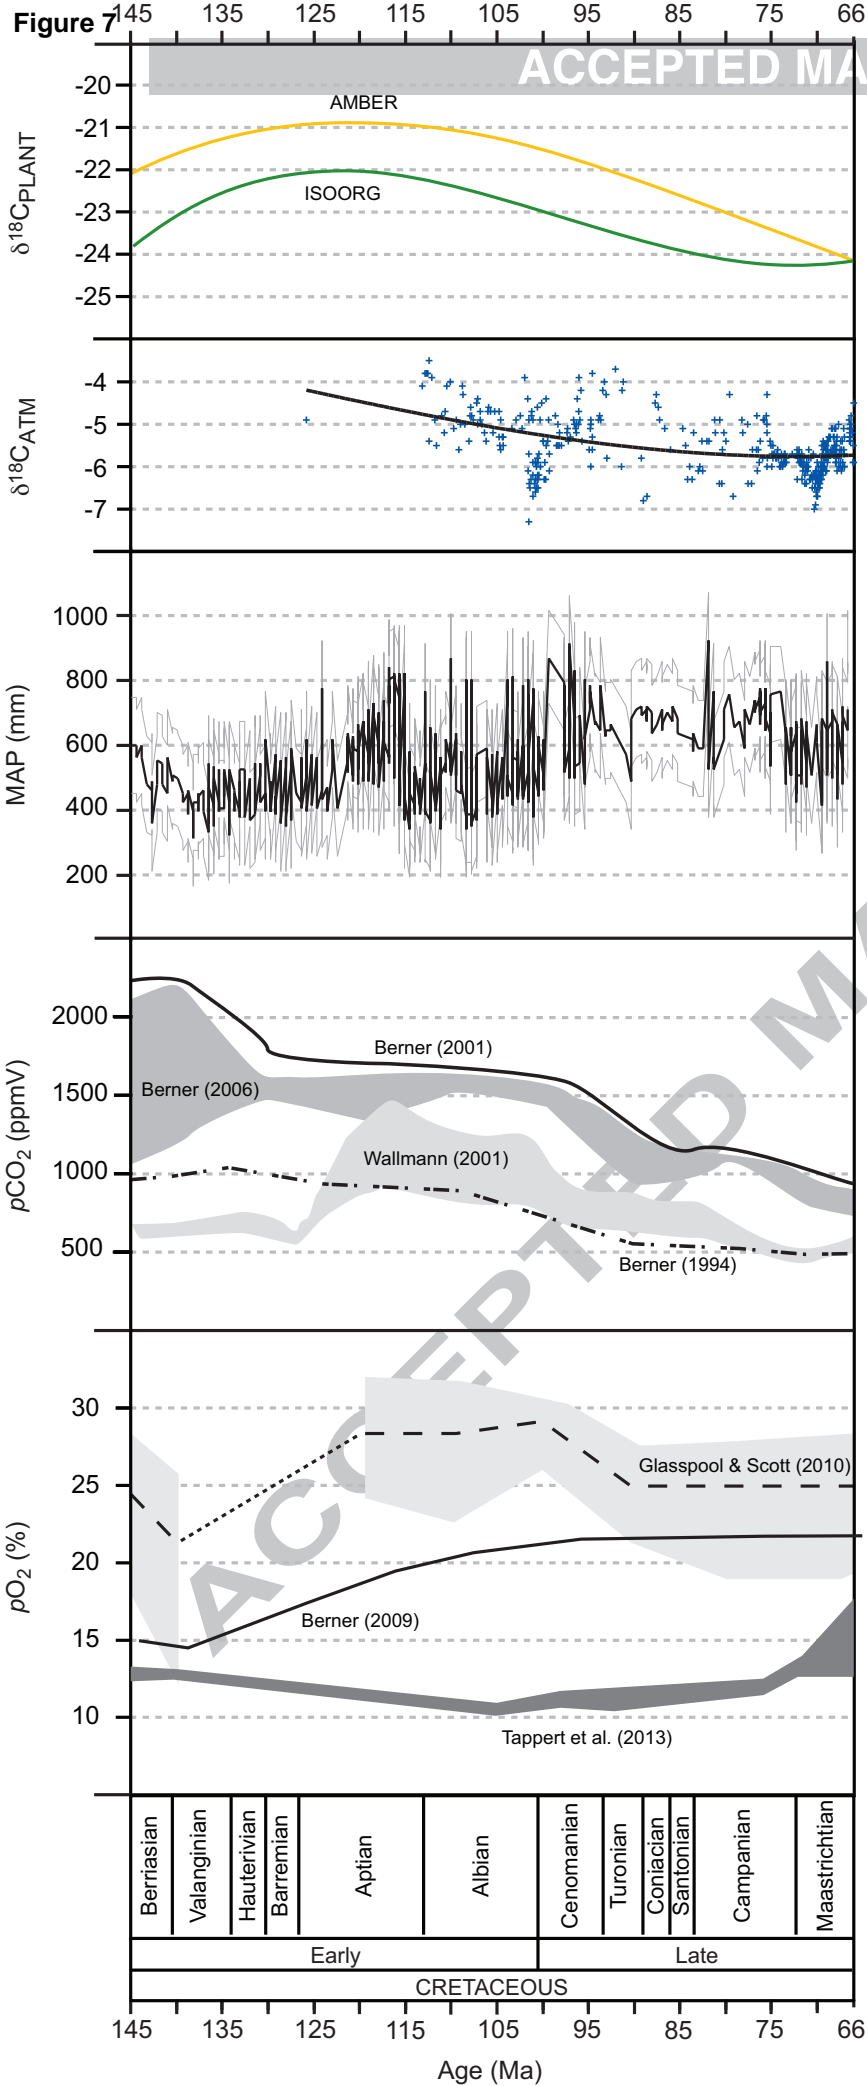 Figure 7
145 135 125 115 105 95 85 75 66
ACCEPTED MA
-20
-21
-22
-23
-24
-25
δ18CPLANT
AMBER
ISOORG
-4
-5
-6
-7
δ18CATM
1000
800
600
400
200
MAP (mm)
2000
1500
1000
500
pCO2 (ppmV)
Berner (2001)
Berner (2006)
Wallmann (2001)
Berner (1994)
ACCEPTED MA
30
25
20
15
10
pO2 (%)
Glasspool & Scott (2010)
Berner (2009)
Tappert et al. (2013)
Berriasian
Valanginian
Hauterivian
Barremian
Aptian
Albian
Cenomanian
Turonian
Coniacian
Santonian
Campanian
Maastrichtian
Early Late
CRETACEOUS
145 135 125 115 105 95 85 75 66
Age (Ma)